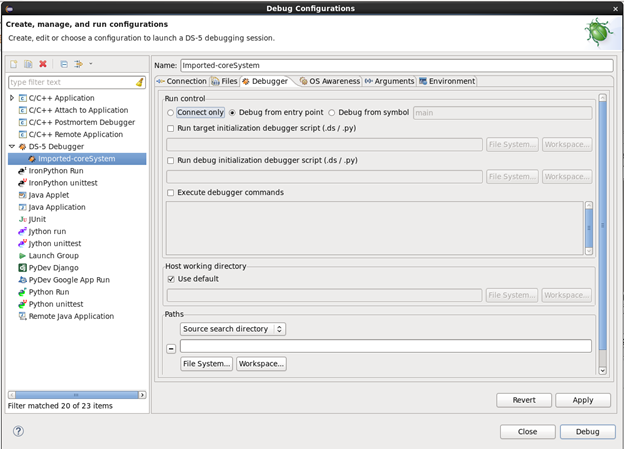 Debug Configurations
Create, manage, and run configurations
Create, edit or choose a configuration to launch a DS-5 debugging session.
type filter text
C/C++ Application
C/C++ Attach to Application
C/C++ Postmortem Debugger
C/C++ Remote Application
DS-5 Debugger
Imported-coreSystem
IronPython Run
IronPython unittest
Java Applet
Java Application
JUnit
Jython run
Jython unittest
Launch Group
PyDev Django
PyDev Google App Run
Python Run
Python unittest
Remote Java Application
Filter matched 20 of 23 items
Name: Imported-coreSystem
Connection Files Debugger OS Awareness Arguments Environment
Run control
Connect only Debug from entry point Debug from symbol main
Run target initialization debugger script (.ds / .py)
File System... Workspace...
Run debug initialization debugger script (.ds / .py)
File System... Workspace...
Execute debugger commands
Host working directory
Use default
File System... Workspace...
Paths
Source search directory
File System... Workspace...
Revert Apply
Close Debug